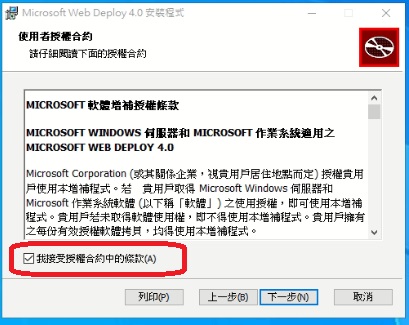 Microsoft Web Deploy 4.0 安裝程式
使用者授權合約
請仔細閱讀下面的授權合約
MICROSOFT 軟體增補授權條款
MICROSOFT WINDOWS 伺服器和 MICROSOFT 作業系統適用之
MICROSOFT WEB DEPLOY 4.0
Microsoft Corporation (或其關係企業，視貴用戶居住地點而定) 授權貴用
戶使用本增補程式。若　貴用戶取得 Microsoft Windows 伺服器和
Microsoft 作業系統軟體 (以下稱「軟體」) 之使用授權，即可使用本增補
程式。貴用戶若未取得軟體使用權，即不得使用本增補程式。貴用戶擁有
之每份有效授權軟體拷貝，均得使用本增補程式。
我接受授權合約中的條款(A)
列印(P)
上一步(B)
下一步(N)
取消